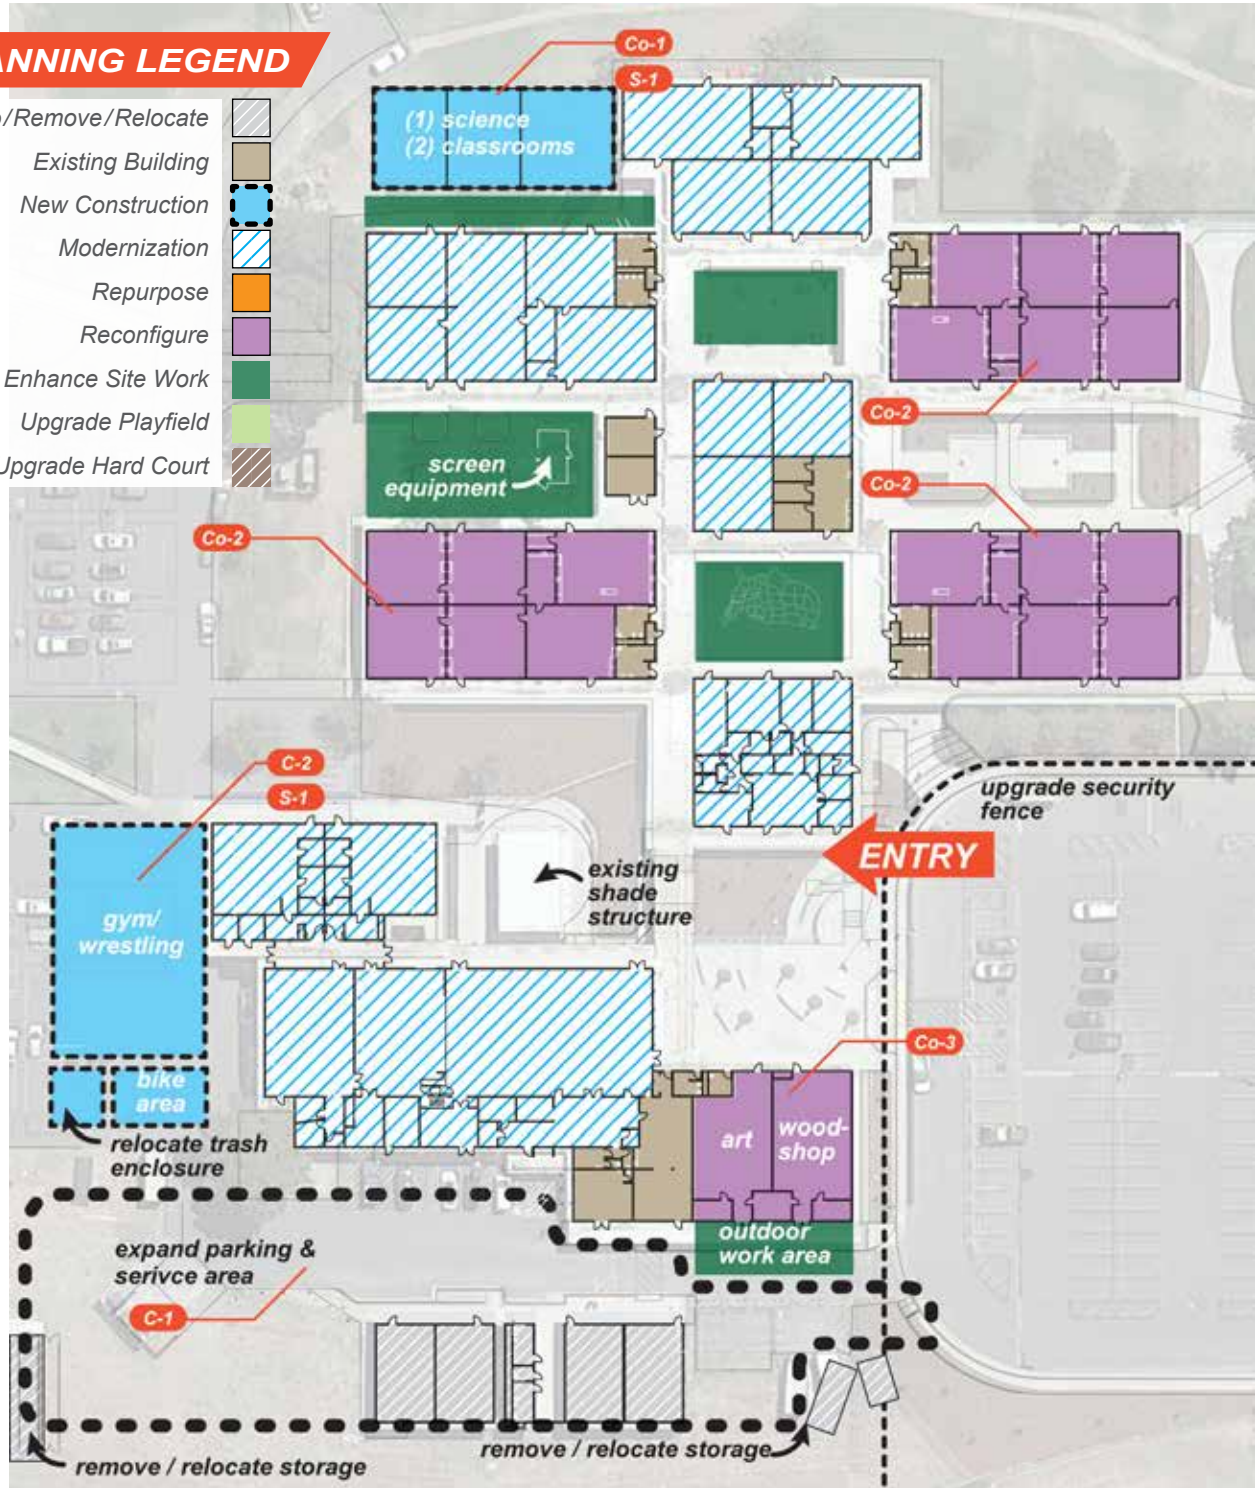 ANNING LEGEND
o/Remove/Relocate
Existing Building
New Construction
Modernization
Repurpose
Reconfigure
Enhance Site Work
Upgrade Playfield
Upgrade Hard Court
Co-1
S-1
(1) science
(2) classrooms
Co-2
screen
equipment
Co-2
Co-2
C-2
S-1
upgrade security
fence
ENTRY
existing
shade
structure
gym/
wrestling
Co-3
bike
area
art
wood-
shop
relocate trash
enclosure
outdoor
work area
expand parking &
serivce area
C-1
remove / relocate storage
remove / relocate storage